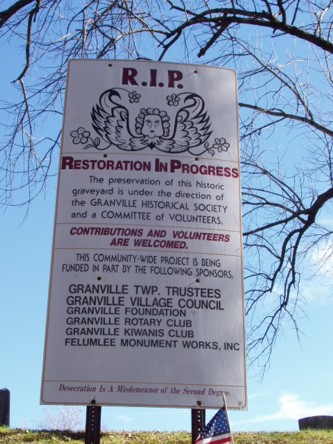 R.I.P.
RESTORATION IN PROGRESS
The preservation of this historic
graveyard is under the direction of
the GRANVILLE HISTORICAL SOCIETY
and a COMMITTEE of VOLUNTEERS.
CONTRIBUTIONS AND VOLUNTEERS
ARE WELCOMED.
THIS COMMUNITY-WIDE PROJECT IS BEING
FUNDED IN PART BY THE FOLLOWING SPONSORS,
GRANVILLE TWP. TRUSTEES
GRANVILLE VILLAGE COUNCIL
GRANVILLE FOUNDATION
GRANVILLE ROTARY CLUB
GRANVILLE KIWANIS CLUB
FELUMLEE MONUMENT WORKS, INC
Desecration Is A Misdemeanor of the Second Degree.